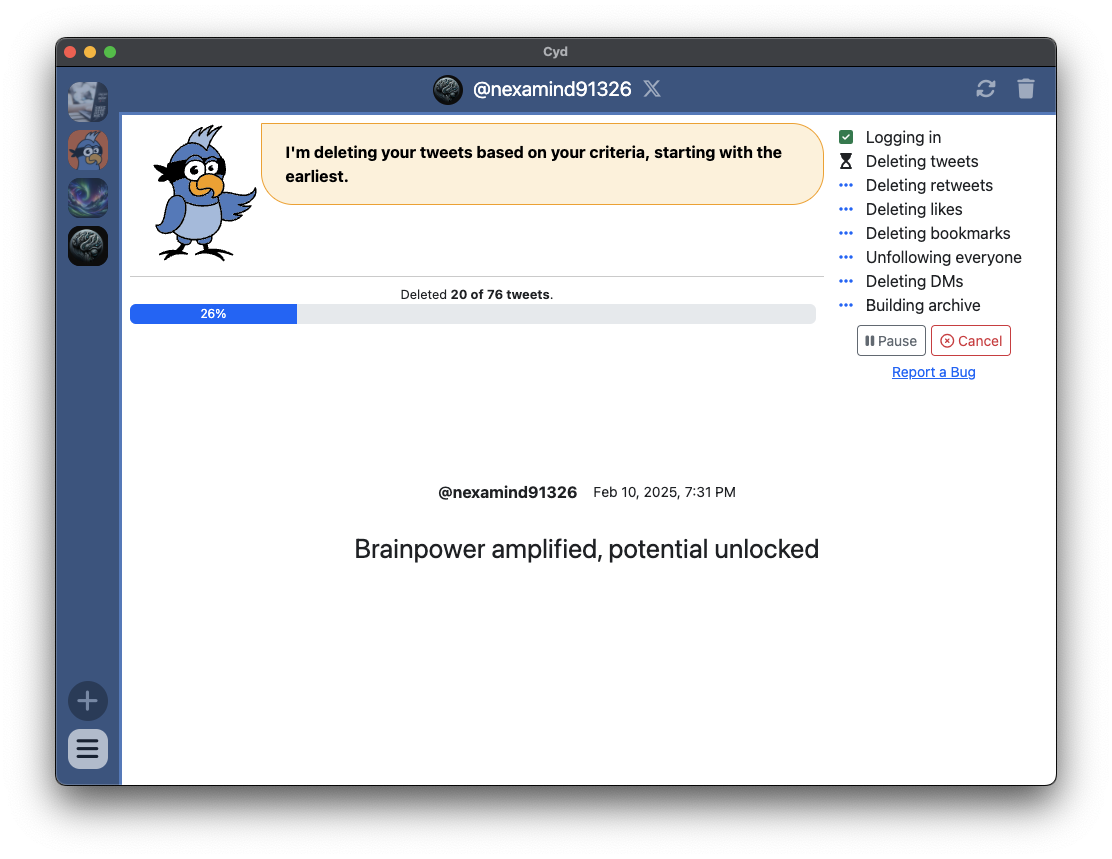 Cyd
@nexamind91326 X
I'm deleting your tweets based on your criteria, starting with the
earliest.
Deleted 20 of 76 tweets.
26%
Logging in
Deleting tweets
Deleting retweets
Deleting likes
Deleting bookmarks
Unfollowing everyone
Deleting DMs
Building archive
Pause Cancel
Report a Bug
@nexamind91326 Feb 10, 2025, 7:31 PM
Brainpower amplified, potential unlocked